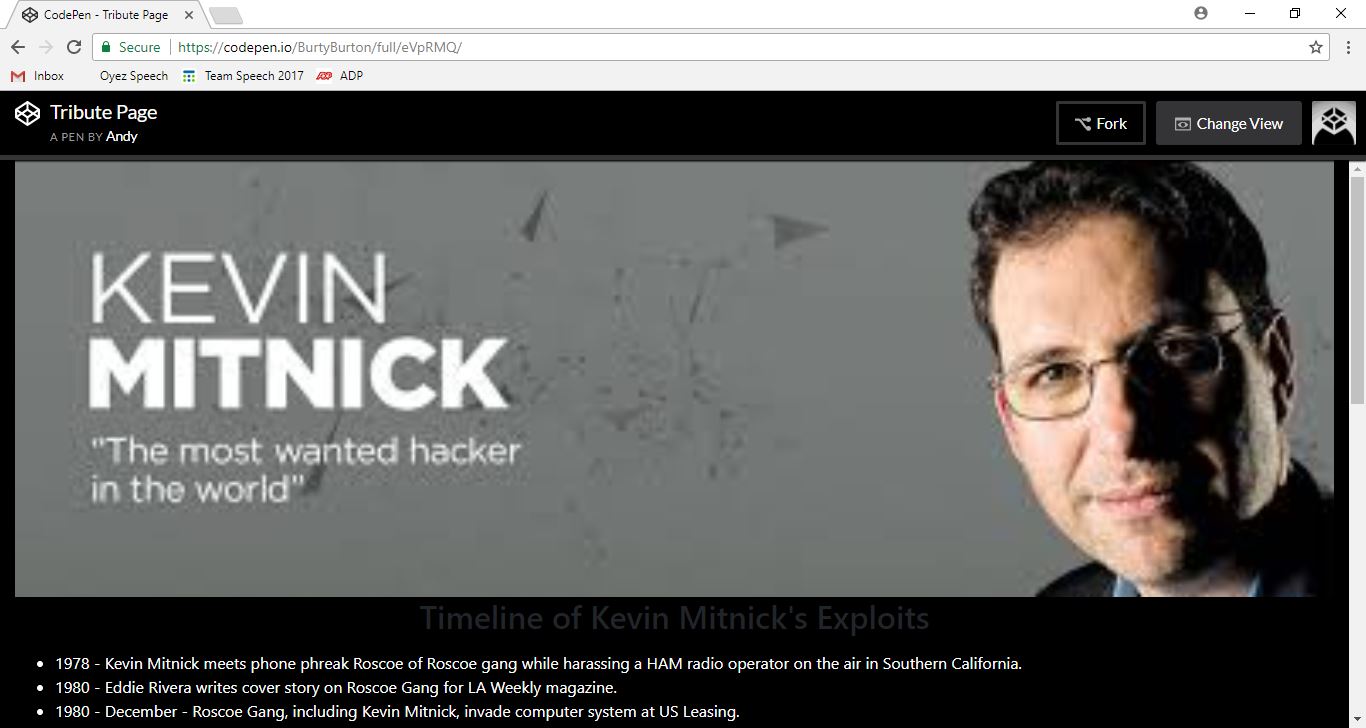 CodePen - Tribute Page
Secure https://codepen.io/BurtyBurton/full/eVpRMQ/
Inbox Oyez Speech Team Speech 2017 ADP ADP
Tribute Page
A PEN BY Andy
Fork Change View
KEVIN
MITNICK
"The most wanted hacker
in the world"
Timeline of Kevin Mitnick's Exploits
• 1978 - Kevin Mitnick meets phone phreak Roscoe of Roscoe gang while harassing a HAM radio operator on the air in Southern California.
• 1980 - Eddie Rivera writes cover story on Roscoe Gang for LA Weekly magazine.
• 1980 - December - Roscoe Gang, including Kevin Mitnick, invade computer system at US Leasing.